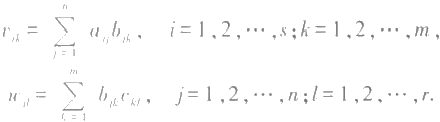 v_{ik} = \sum_{j=1}^{n} a_{ij} b_{jk}, i = 1, 2, ⋯, s; k = 1, 2, ⋯, m,
u_{jl} = \sum_{k=1}^{m} b_{jk} c_{kl}, j = 1, 2, ⋯, n; l = 1, 2, ⋯, r.